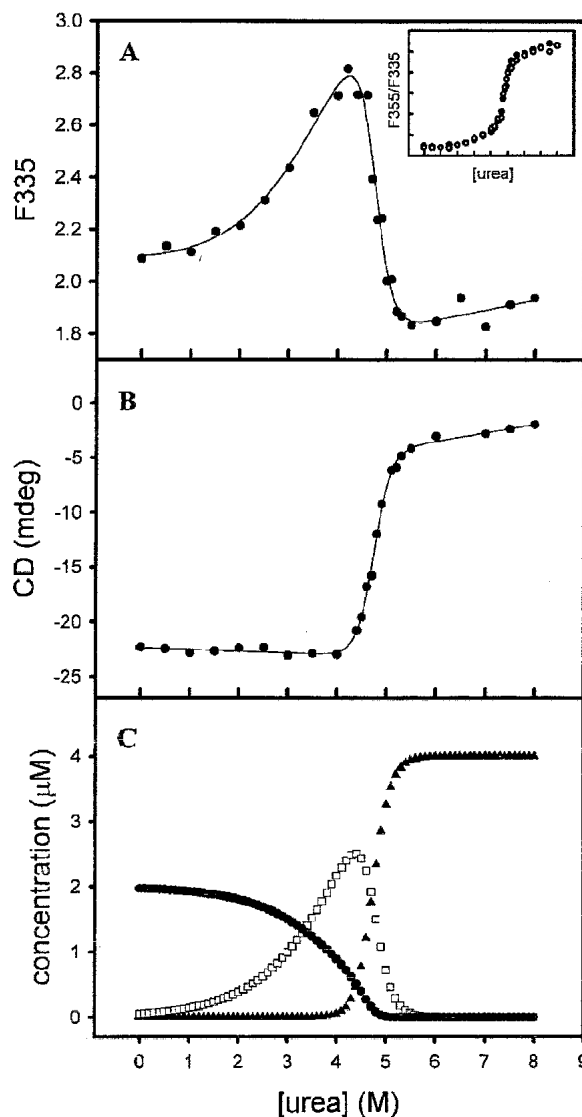 A
3.0
2.8
2.6
2.4
2.2
2.0
1.8
F335
F355/F335
[urea]
B
0
-5
-10
-15
-20
-25
CD (mdeg)
C
4
3
2
1
0
concentration (μM)
0 1 2 3 4 5 6 7 8 9
[urea] (M)